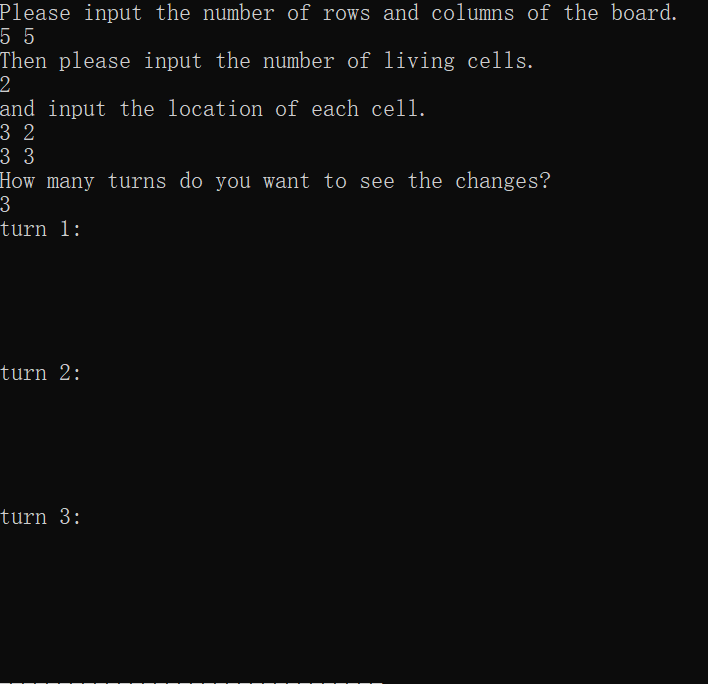 Please input the number of rows and columns of the board.
5 5
Then please input the number of living cells.
2
and input the location of each cell.
3 2
3 3
How many turns do you want to see the changes?
3
turn 1:
turn 2:
turn 3: